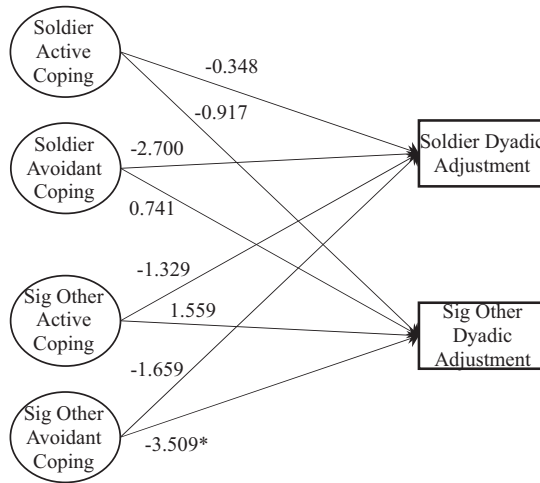 Soldier
Active
Coping
-0.348
-0.917
Soldier
Avoidant
Coping
-2.700
0.741
Soldier Dyadic
Adjustment
Sig Other
Active
Coping
-1.329
1.559
Sig Other
Dyadic
Adjustment
-1.659
Sig Other
Avoidant
Coping
-3.509*